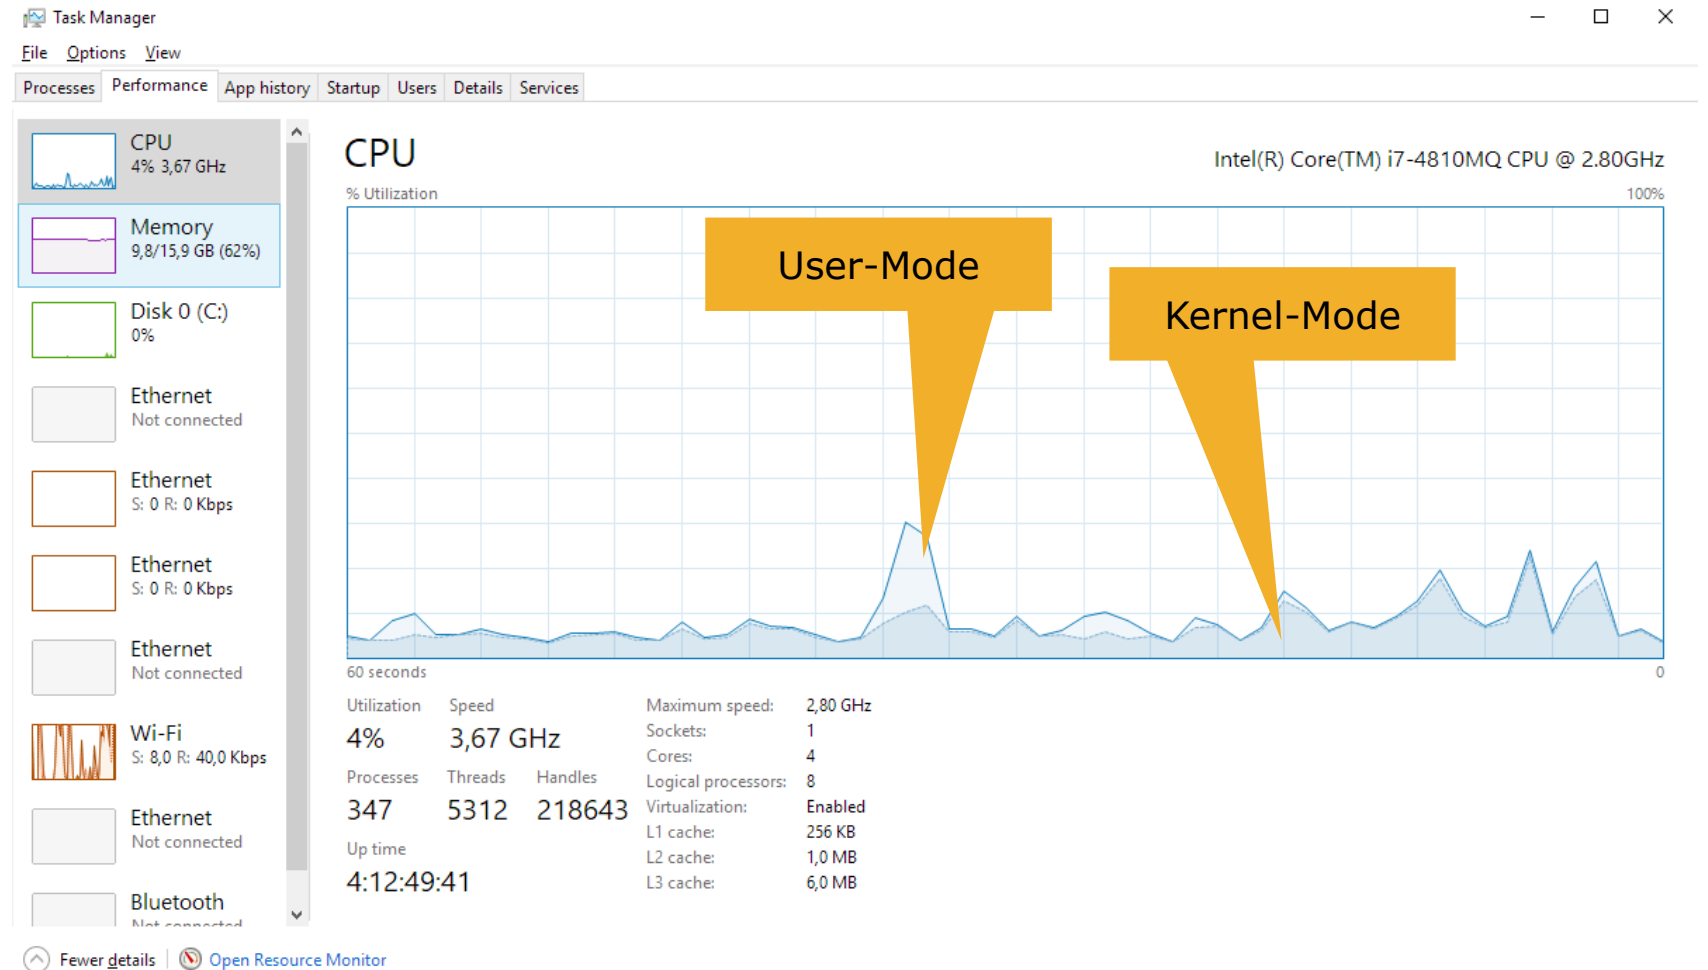 Task Manager
File Options View
Processes Performance App history Startup Users Details Services
CPU
4% 3,67 GHz
Memory
9,8/15,9 GB (62%)
Disk 0 (C:)
0%
Ethernet
Not connected
Ethernet
S: 0 R: 0 Kbps
Ethernet
S: 0 R: 0 Kbps
Ethernet
Not connected
Wi-Fi
S: 8,0 R: 40,0 Kbps
Ethernet
Not connected
Bluetooth
Not connected
CPU
Intel(R) Core(TM) i7-4810MQ CPU @ 2.80GHz
% Utilization 100%
User-Mode
Kernel-Mode
60 seconds 0
Utilization Speed
4% 3,67 GHz
Processes Threads Handles
347 5312 218643
Up time
4:12:49:41
Maximum speed: 2,80 GHz
Sockets: 1
Cores: 4
Logical processors: 8
Virtualization: Enabled
L1 cache: 256 KB
L2 cache: 1,0 MB
L3 cache: 6,0 MB
Fewer details Open Resource Monitor